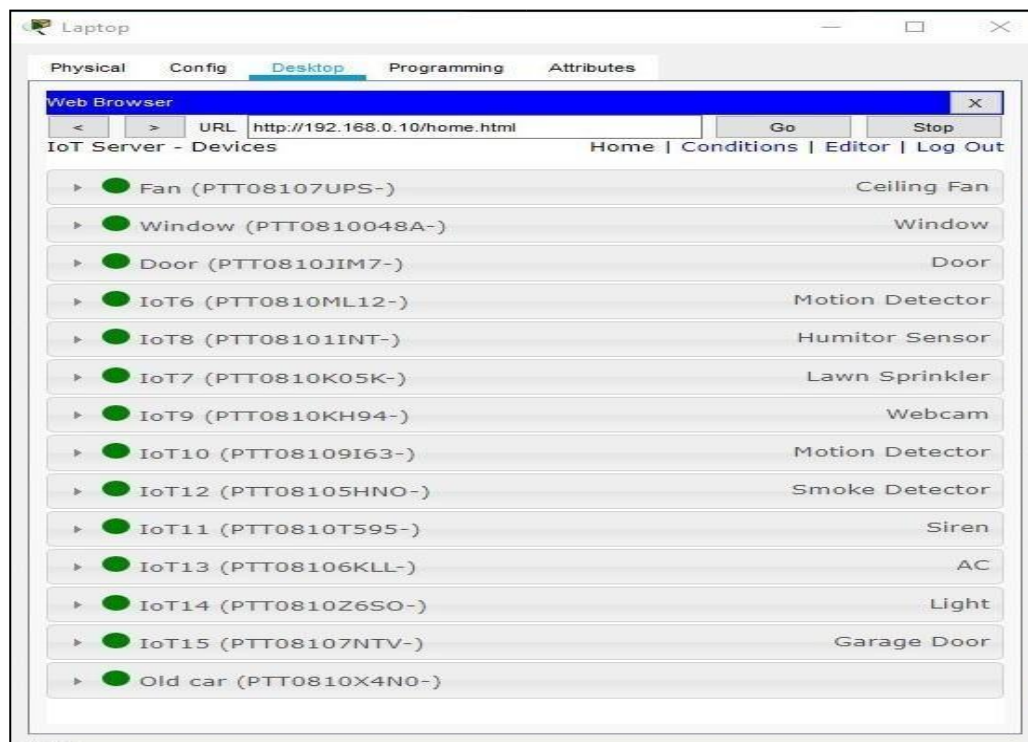 Laptop
Physical Config Desktop Programming Attributes
Web Browser X
< > URL http://192.168.0.10/home.html Go Stop
IoT Server - Devices Home | Conditions | Editor | Log Out
Fan (PTT08107UPS-) Ceiling Fan
Window (PTT0810048A-) Window
Door (PTT0810JIM7-) Door
IoT6 (PTT0810ML12-) Motion Detector
IoT8 (PTT08101INT-) Humitor Sensor
IoT7 (PTT0810K05K-) Lawn Sprinkler
IoT9 (PTT0810KH94-) Webcam
IoT10 (PTT08109I63-) Motion Detector
IoT12 (PTT08105HNO-) Smoke Detector
IoT11 (PTT0810T595-) Siren
IoT13 (PTT08106KLL-) AC
IoT14 (PTT0810Z6SO-) Light
IoT15 (PTT08107NTV-) Garage Door
Old car (PTT0810X4N0-)